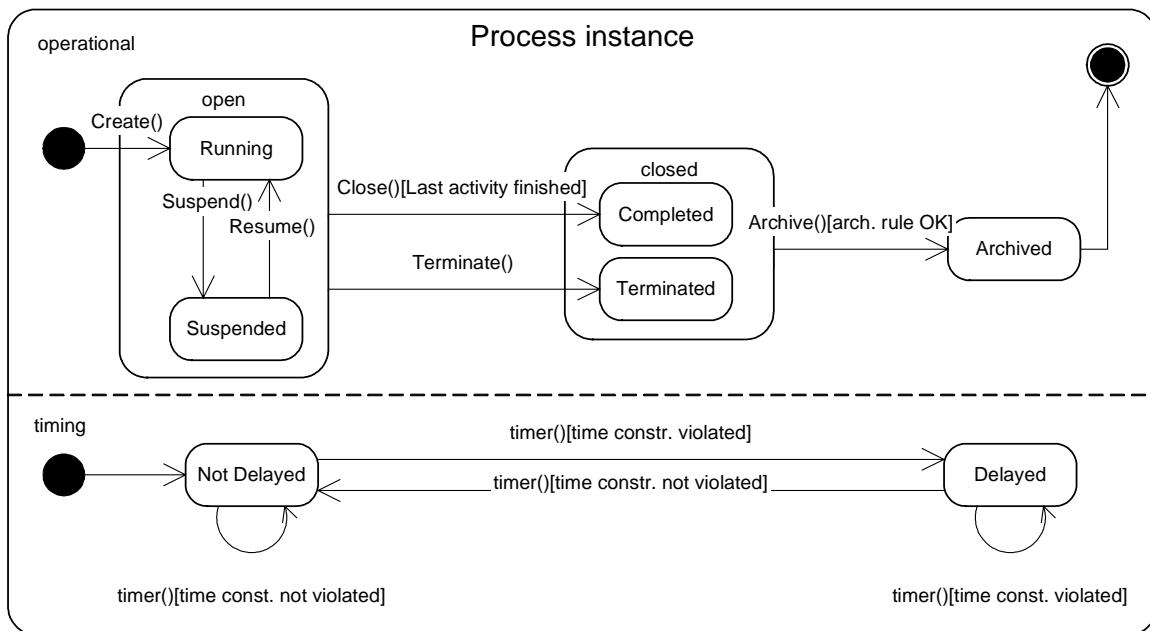 Process instance
operational
open
Create()
Running
Suspend()
Resume()
Suspended
Close()[Last activity finished]
Terminate()
closed
Completed
Terminated
Archive()[arch. rule OK]
Archived
timing
Not Delayed
timer()[time constr. violated]
timer()[time constr. not violated]
Delayed
timer()[time const. not violated]
timer()[time const. violated]